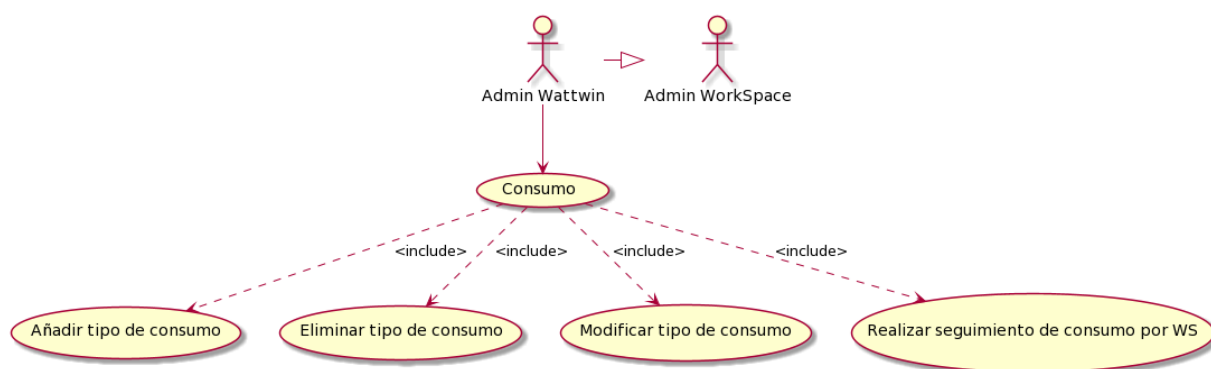 Admin Wattwin
Admin WorkSpace
Consumo
<include>
<include>
<include>
<include>
Añadir tipo de consumo
Eliminar tipo de consumo
Modificar tipo de consumo
Realizar seguimiento de consumo por WS